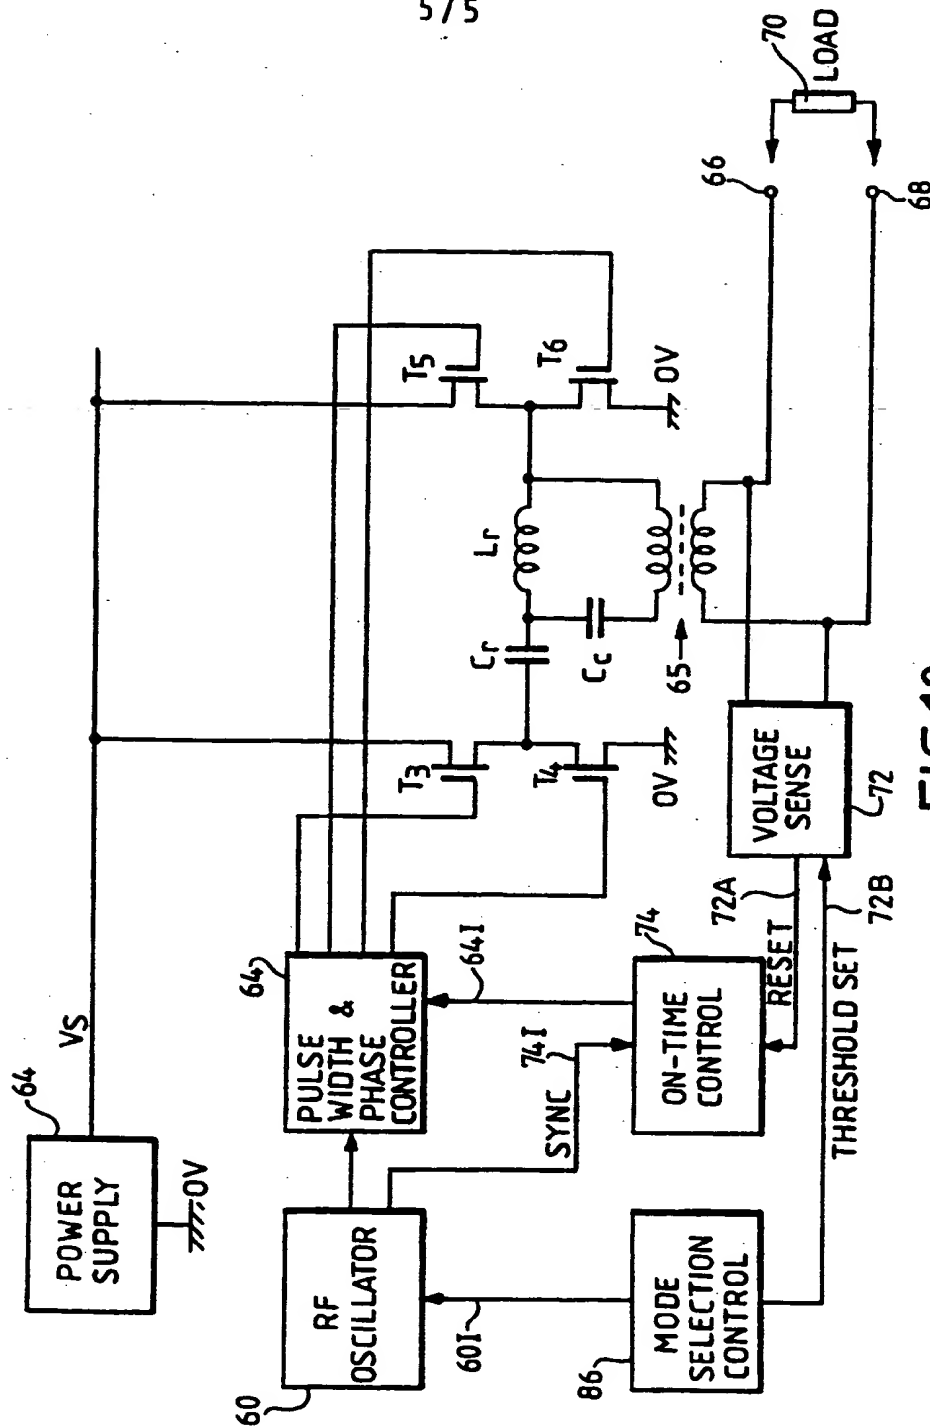 5/5
64
VS
POWER
SUPPLY
0V
64
PULSE
WIDTH &
PHASE
CONTROLLER
64I
RF
OSCILLATOR
60
SYNC
74I
60I
MODE
SELECTION
CONTROL
86
74
ON-TIME
CONTROL
RESET
72A
THRESHOLD SET
72B
VOLTAGE
SENSE
72
T3
T4
0V
Cr
Lr
Cc
65
T5
T6
0V
66
68
70
LOAD